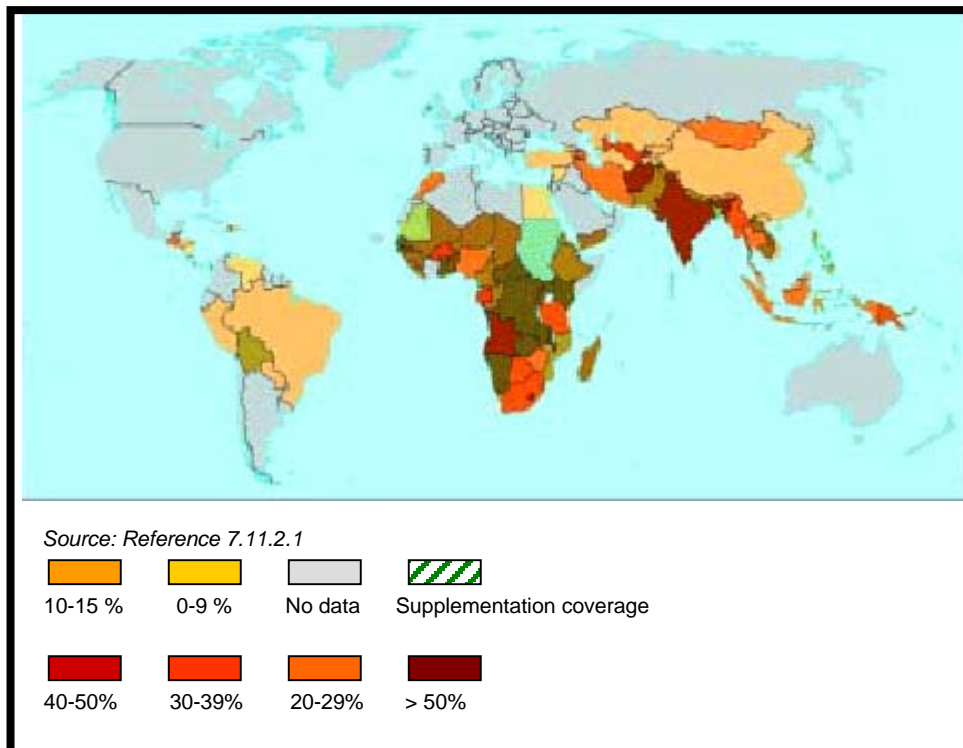 Source: Reference 7.11.2.1
10-15 % 0-9 % No data Supplementation coverage
40-50% 30-39% 20-29% > 50%